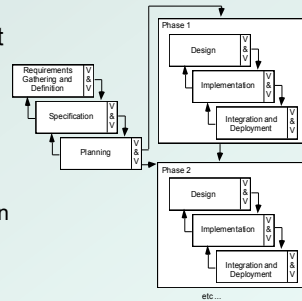 t
Phase 1
Design
V
&
V
Implementation
V
&
V
Integration and
Deployment
V
&
V
Requirements
Gathering and
Definition
V
&
V
Specification
V
&
V
Planning
V
&
V
n
Phase 2
Design
V
&
V
Implementation
V
&
V
Integration and
Deployment
V
&
V
etc...